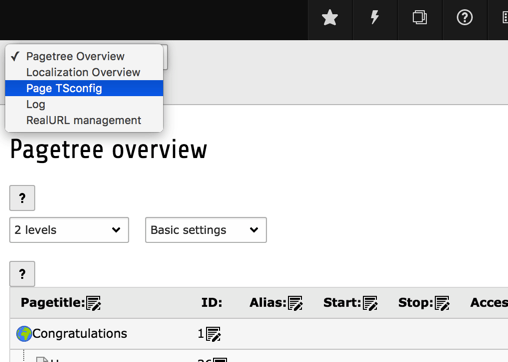 ✓ Pagetree Overview
Localization Overview
Page TSconfig
Log
RealURL management
Pagetree overview
?
2 levels Basic settings
?
Pagetitle: ID: Alias: Start: Stop: Acces
Congratulations 1